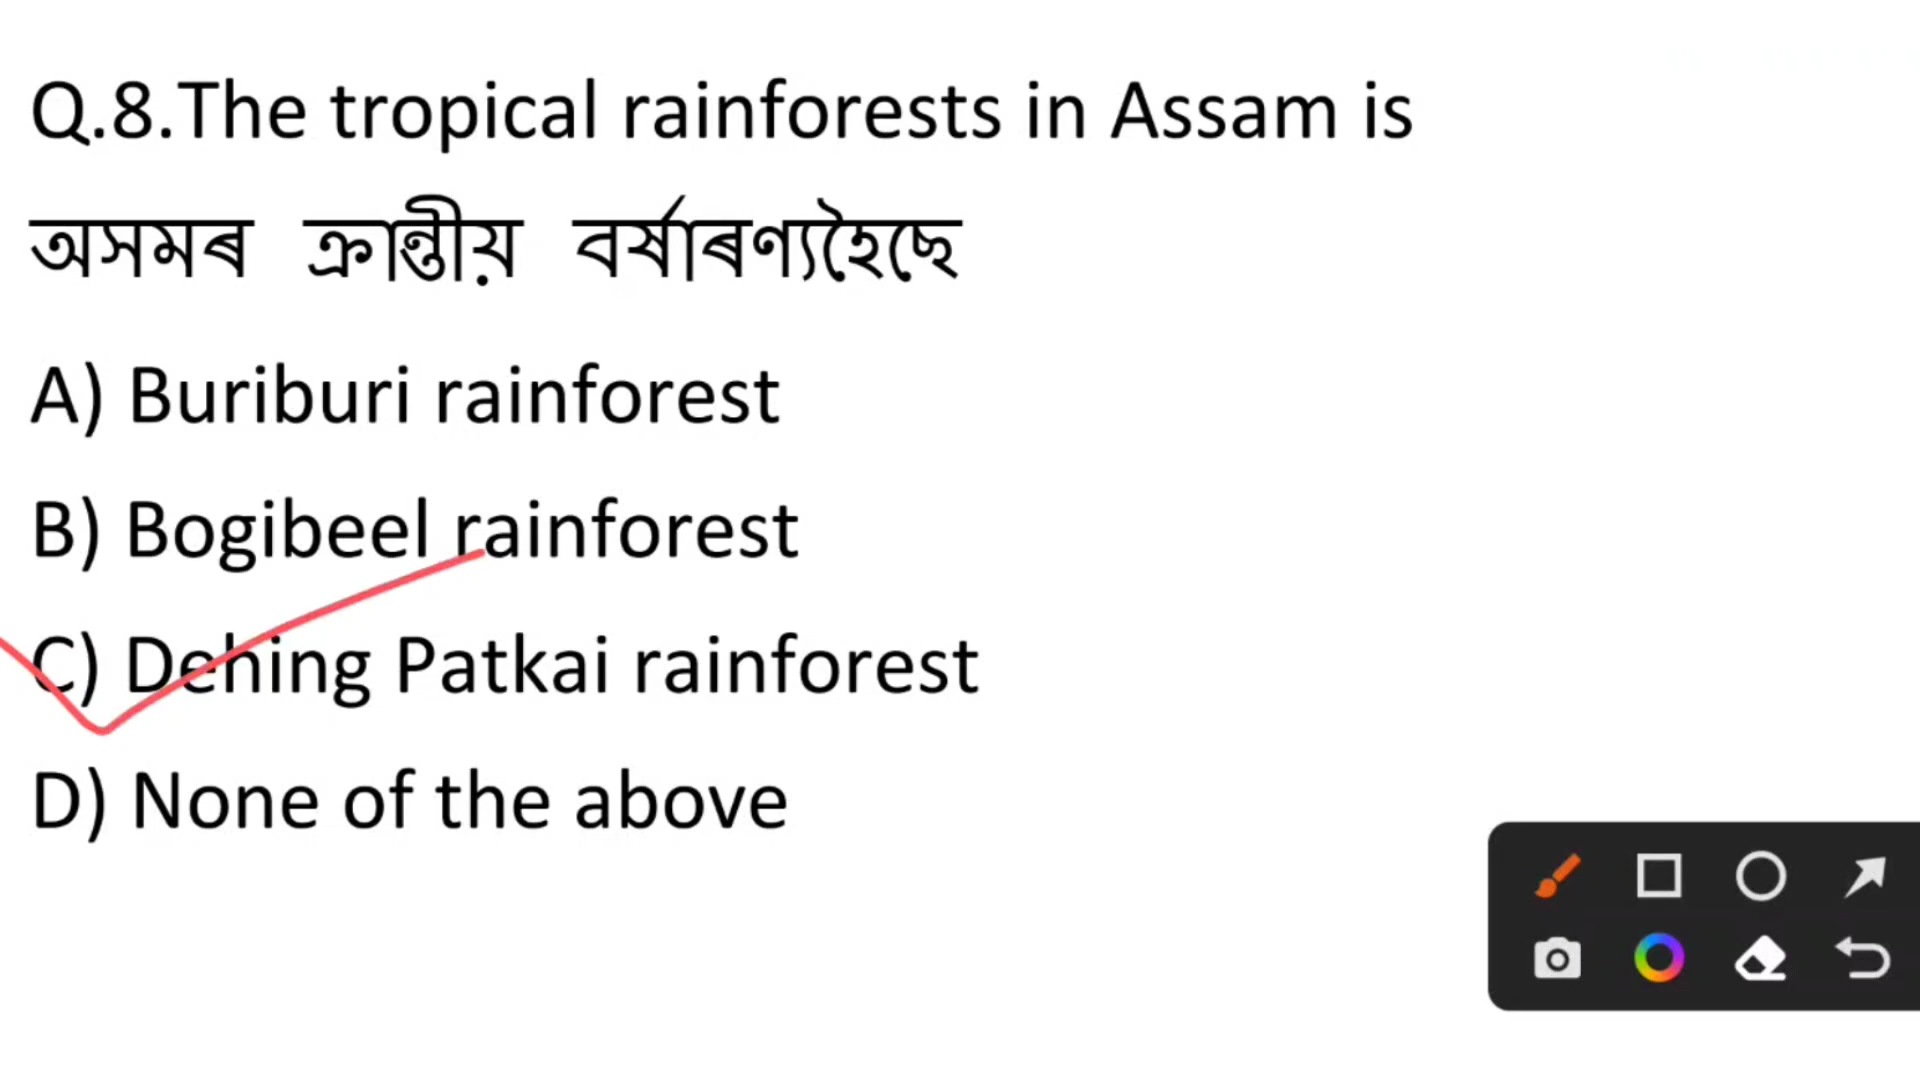 Q.8.The tropical rainforests in Assam is
অসমৰ ক্ৰান্তীয় বৰ্ষাৰণ্যহৈছে
A) Buriburi rainforest
B) Bogibeel rainforest
C) Dehing Patkai rainforest
D) None of the above